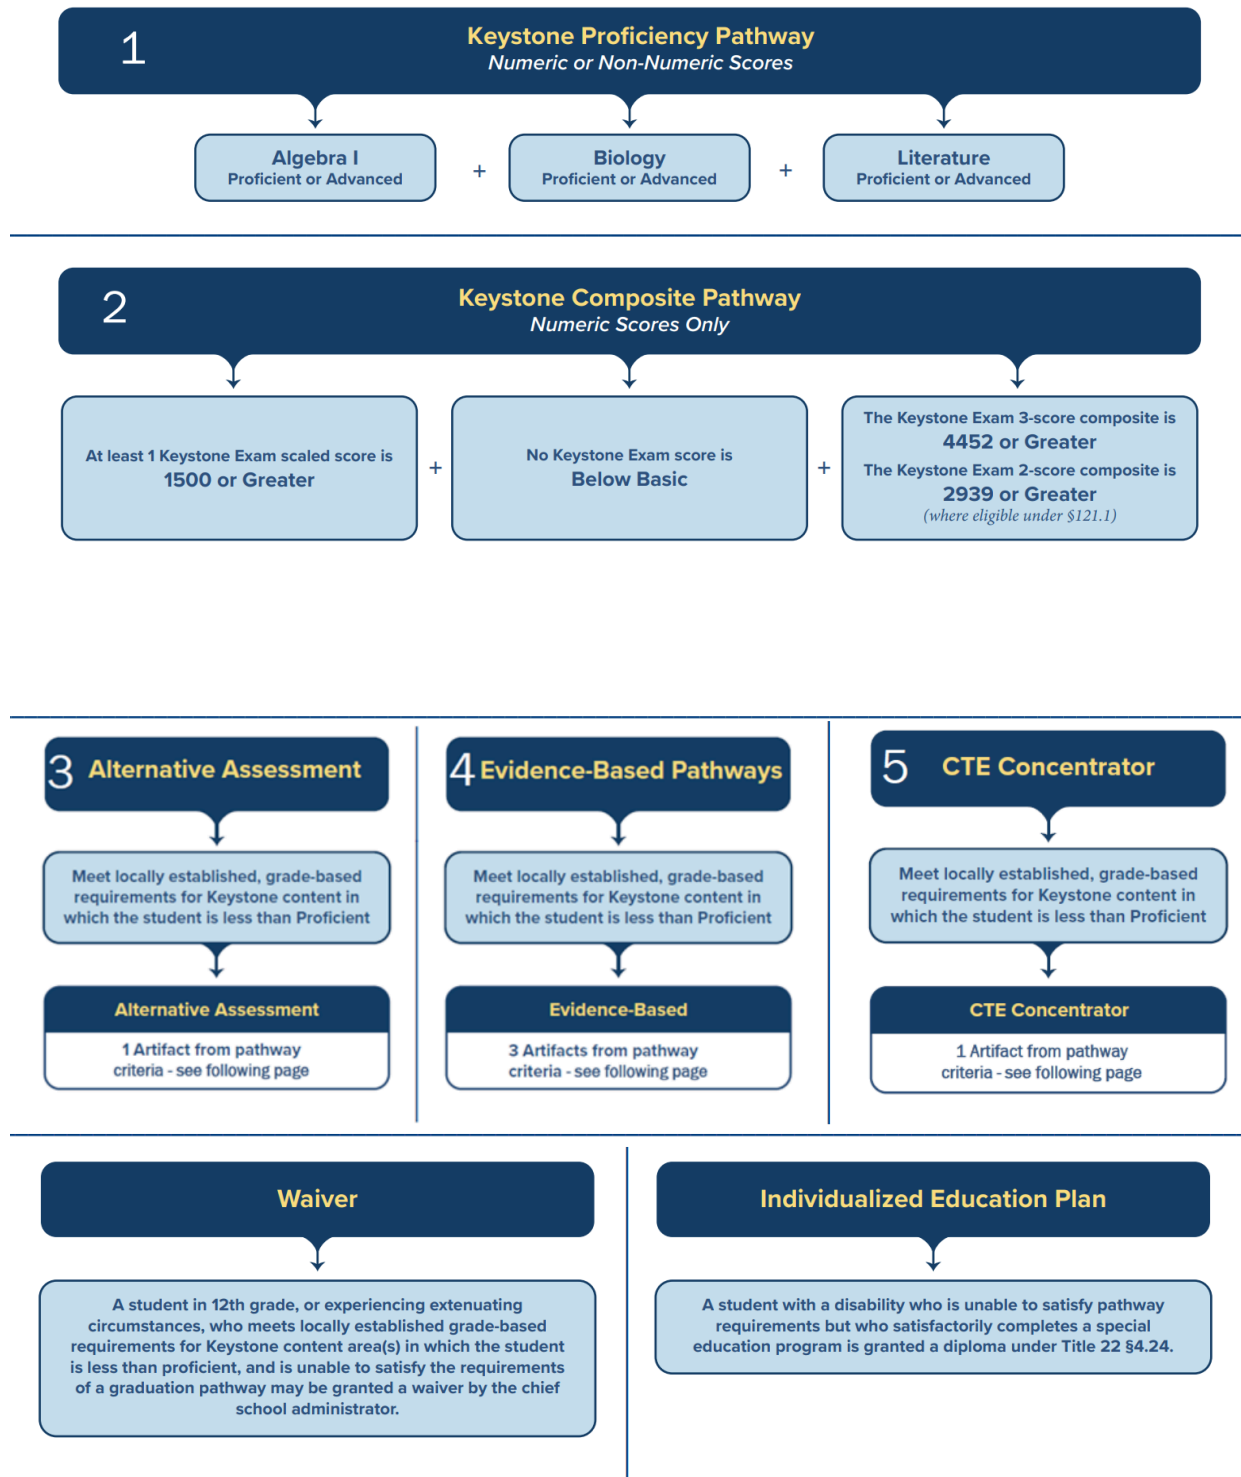 1
Keystone Proficiency Pathway
Numeric or Non-Numeric Scores
Algebra I
Proficient or Advanced
+
Biology
Proficient or Advanced
+
Literature
Proficient or Advanced
2
Keystone Composite Pathway
Numeric Scores Only
At least 1 Keystone Exam scaled score is
1500 or Greater
+
No Keystone Exam score is
Below Basic
+
The Keystone Exam 3-score composite is
4452 or Greater
The Keystone Exam 2-score composite is
2939 or Greater
(where eligible under §121.1)
3 Alternative Assessment
Meet locally established, grade-based
requirements for Keystone content in
which the student is less than Proficient
Alternative Assessment
1 Artifact from pathway
criteria - see following page
4 Evidence-Based Pathways
Meet locally established, grade-based
requirements for Keystone content in
which the student is less than Proficient
Evidence-Based
3 Artifacts from pathway
criteria - see following page
5 CTE Concentrator
Meet locally established, grade-based
requirements for Keystone content in
which the student is less than Proficient
CTE Concentrator
1 Artifact from pathway
criteria - see following page
Waiver
A student in 12th grade, or experiencing extenuating
circumstances, who meets locally established grade-based
requirements for Keystone content area(s) in which the student
is less than proficient, and is unable to satisfy the requirements
of a graduation pathway may be granted a waiver by the chief
school administrator.
Individualized Education Plan
A student with a disability who is unable to satisfy pathway
requirements but who satisfactorily completes a special
education program is granted a diploma under Title 22 §4.24.